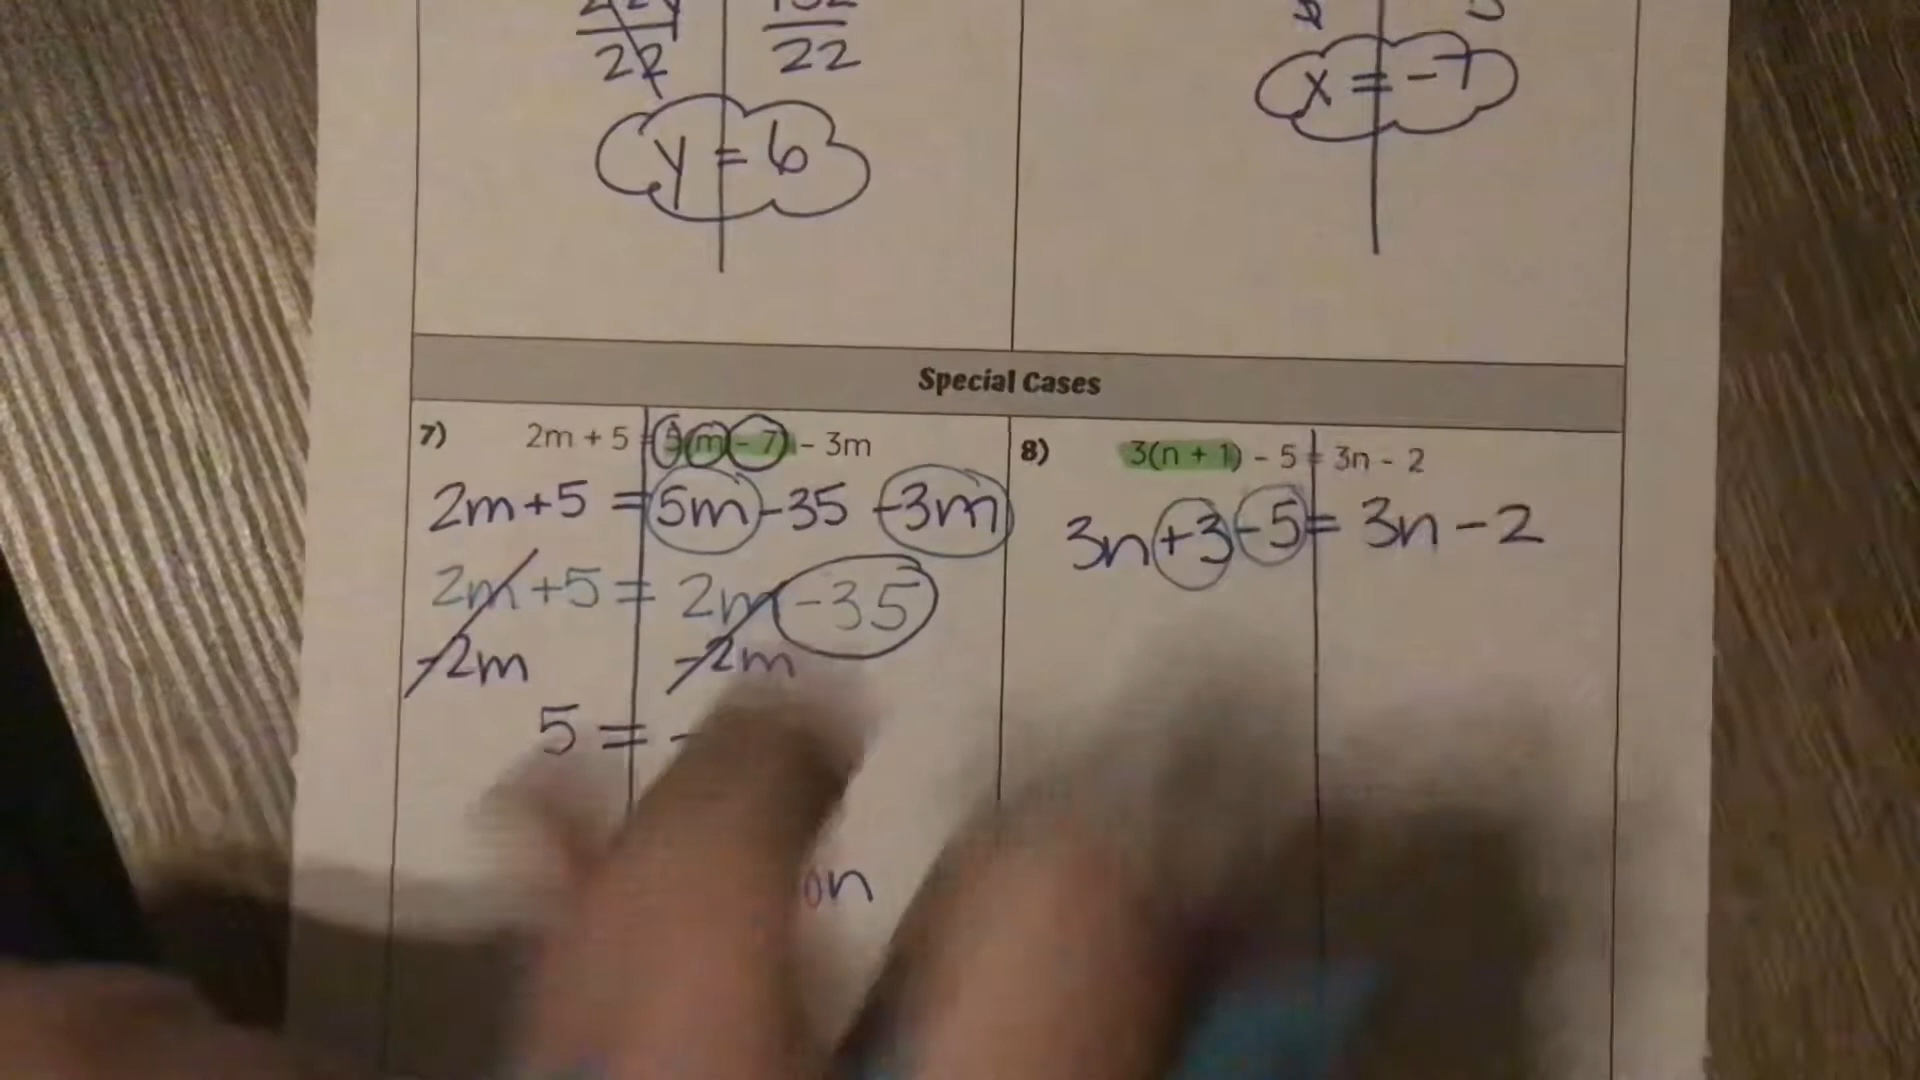 22 22
y = 6
x = -7
Special Cases
7) 2m + 5 = 5(m - 7) - 3m
2m+5 = 5m -35 -3m
2m +5 = 2m -35
-2m -2m
5 = -
on
8) 3(n + 1) - 5 = 3n - 2
3n +3 -5 = 3n -2